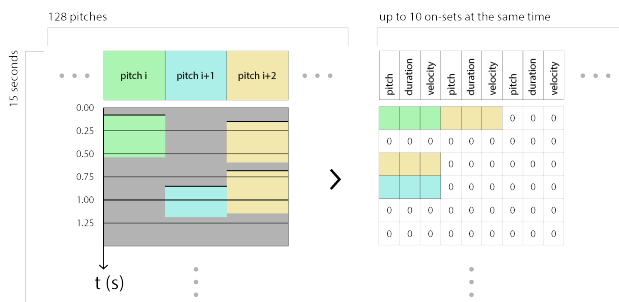 128 pitches
up to 10 on-sets at the same time
15 seconds
pitch i
pitch i+1
pitch i+2
pitch
duration
velocity
pitch
duration
velocity
pitch
duration
velocity
0.00
0.25
0.50
0.75
1.00
1.25
t (s)
0 0 0
0 0 0 0 0 0 0 0 0
0 0 0 0 0 0
0 0 0 0 0 0
0 0 0 0 0 0 0 0 0
0 0 0 0 0 0 0 0 0